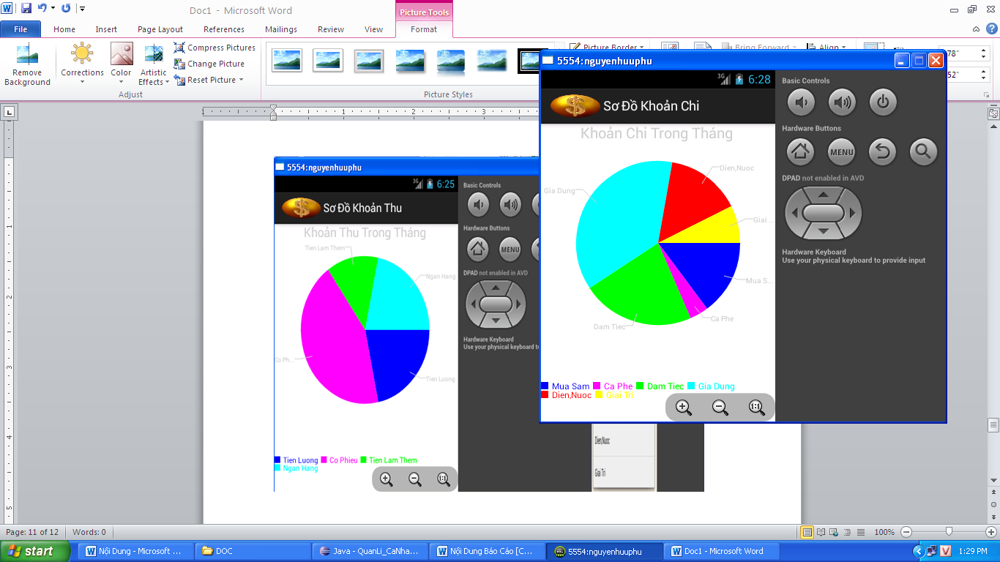 Doc1 - Microsoft Word
Picture Tools
File Home Insert Page Layout References Mailings Review View Format
Remove Background
Corrections
Color
Artistic Effects
Compress Pictures
Change Picture
Reset Picture
Adjust
Picture Styles
Picture Border
Bring Forward
Align
78"
52"
5554:nguyenhuuphu
3G 6:28
Sơ Đồ Khoản Chi
Khoản Chi Trong Tháng
Dien,Nuoc
Gia Dung
Giai ...
Mua S...
Ca Phe
Dam Tiec
Mua Sam Ca Phe Dam Tiec Gia Dung
Dien,Nuoc Giai Tri
Basic Controls
Hardware Buttons
MENU
DPAD not enabled in AVD
Hardware Keyboard
Use your physical keyboard to provide input
5554:nguyenhuuphu
3G 6:25
Sơ Đồ Khoản Thu
Khoản Thu Trong Tháng
Tien Lam Them
Ngan Hang
Co Ph...
Tien Luong
Tien Luong Co Phieu Tien Lam Them
Ngan Hang
Basic Controls
Hardware Buttons
MENU
DPAD not enabled in AVD
Hardware Keyboard
Use your physical keyboard to
Dien,Nuoc
Giai Tri
Page: 11 of 12 Words: 0 100%
start Nội Dung - Microsoft ... DOC Java - QuanLi_CaNha... Nội Dung Báo Cáo [C... 5554:nguyenhuuphu Doc1 - Microsoft Word 1:29 PM